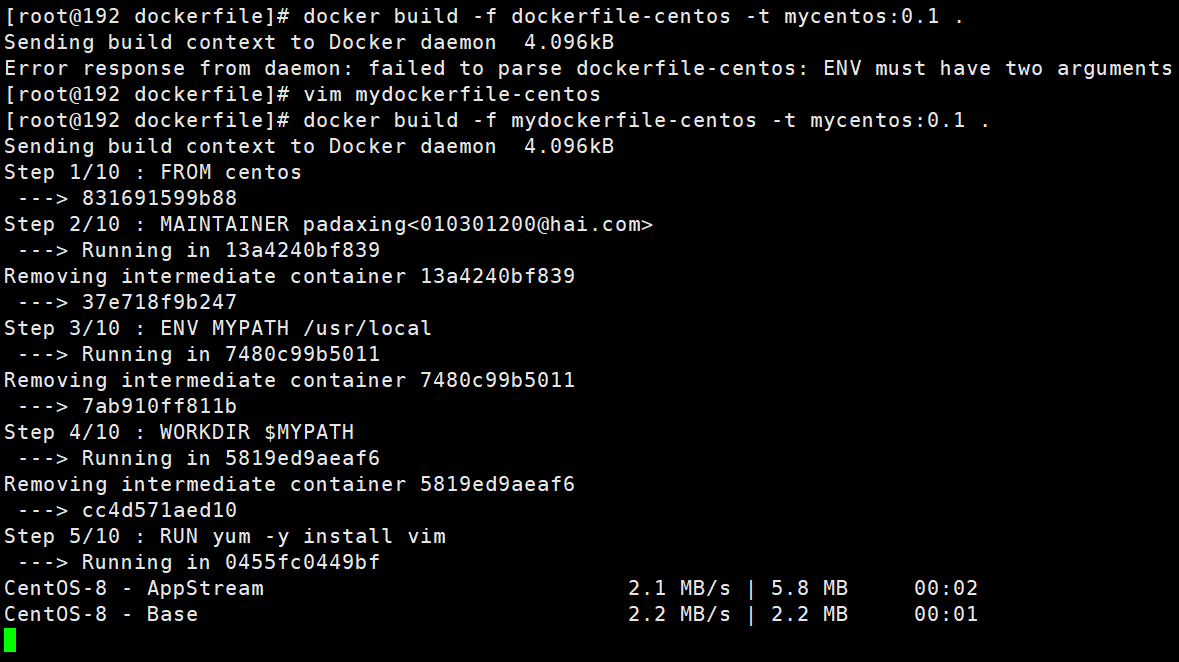 [root@192 dockerfile]# docker build -f dockerfile-centos -t mycentos:0.1 .
Sending build context to Docker daemon  4.096kB
Error response from daemon: failed to parse dockerfile-centos: ENV must have two arguments
[root@192 dockerfile]# vim mydockerfile-centos
[root@192 dockerfile]# docker build -f mydockerfile-centos -t mycentos:0.1 .
Sending build context to Docker daemon  4.096kB
Step 1/10 : FROM centos
 ---> 831691599b88
Step 2/10 : MAINTAINER padaxing<010301200@hai.com>
 ---> Running in 13a4240bf839
Removing intermediate container 13a4240bf839
 ---> 37e718f9b247
Step 3/10 : ENV MYPATH /usr/local
 ---> Running in 7480c99b5011
Removing intermediate container 7480c99b5011
 ---> 7ab910ff811b
Step 4/10 : WORKDIR $MYPATH
 ---> Running in 5819ed9aeaf6
Removing intermediate container 5819ed9aeaf6
 ---> cc4d571aed10
Step 5/10 : RUN yum -y install vim
 ---> Running in 0455fc0449bf
CentOS-8 - AppStream                            2.1 MB/s | 5.8 MB     00:02
CentOS-8 - Base                                 2.2 MB/s | 2.2 MB     00:01